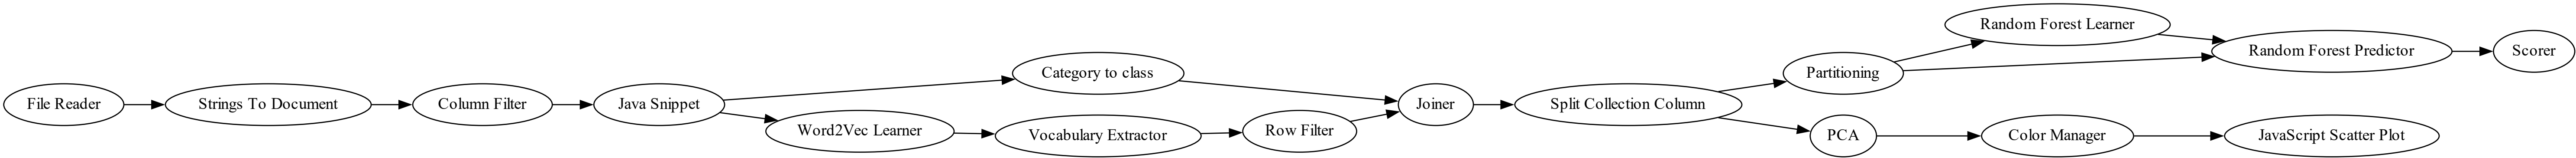 File Reader
Strings To Document
Column Filter
Java Snippet
Category to class
Word2Vec Learner
Vocabulary Extractor
Row Filter
Joiner
Split Collection Column
Partitioning
Random Forest Learner
Random Forest Predictor
Scorer
PCA
Color Manager
JavaScript Scatter Plot